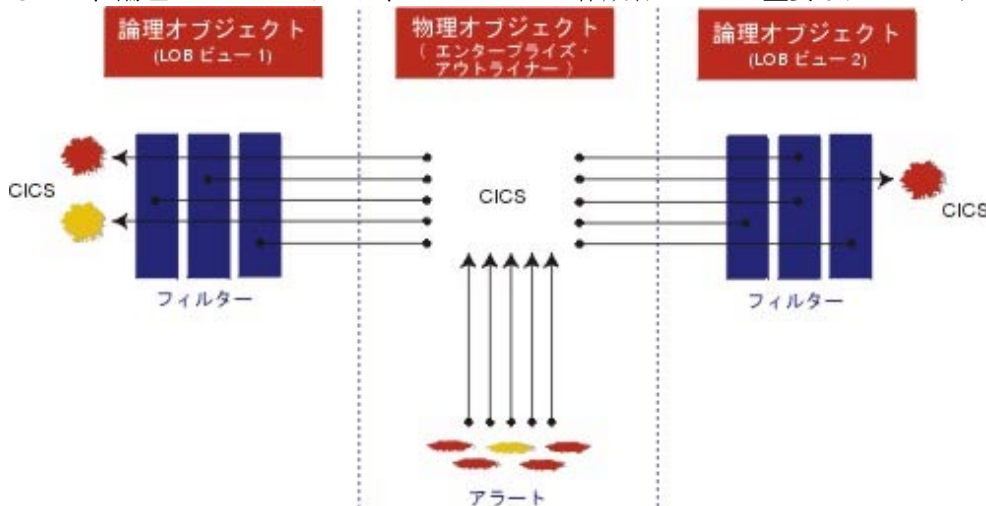 論理オブジェクト
(LOB ビュー 1)
物理オブジェクト
( エンタープライズ・
アウトライナー )
論理オブジェクト
(LOB ビュー 2)
CICS
CICS
CICS
フィルター
フィルター
アラート